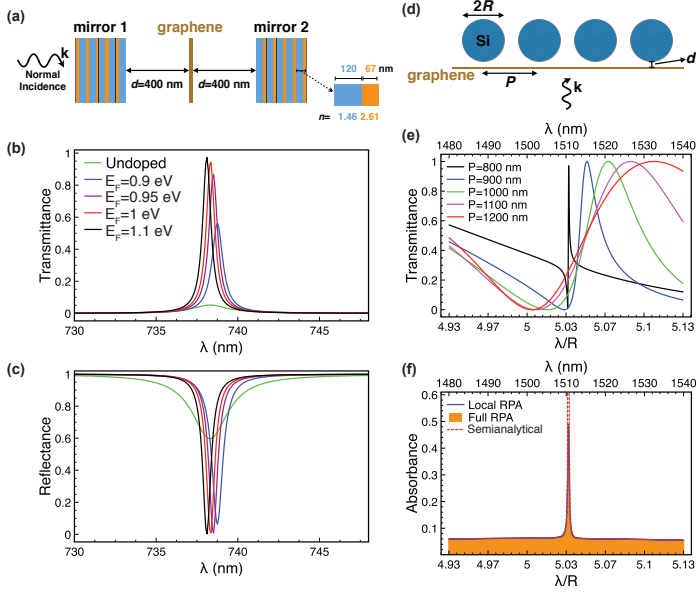 (a)
mirror 1
graphene
mirror 2
k
Normal
Incidence
d=400 nm
d=400 nm
120
67
nm
n=
1.46
2.61
(b)
Transmittance
1
0.8
0.6
0.4
0.2
0
Undoped
E_F=0.9 eV
E_F=0.95 eV
E_F=1 eV
E_F=1.1 eV
730
735
740
745
λ (nm)
(c)
Reflectance
1
0.8
0.6
0.4
0.2
0
730
735
740
745
λ (nm)
(d)
2R
Si
graphene
P
d
k
(e)
λ (nm)
1480
1490
1500
1510
1520
1530
1540
Transmittance
1
0.8
0.6
0.4
0.2
0
P=800 nm
P=900 nm
P=1000 nm
P=1100 nm
P=1200 nm
4.93
4.97
5
5.03
5.07
5.1
5.13
λ/R
(f)
λ (nm)
1480
1490
1500
1510
1520
1530
1540
Absorbance
0.6
0.5
0.4
0.3
0.2
0.1
Local RPA
Full RPA
Semianalytical
4.93
4.97
5
5.03
5.07
5.1
5.13
λ/R